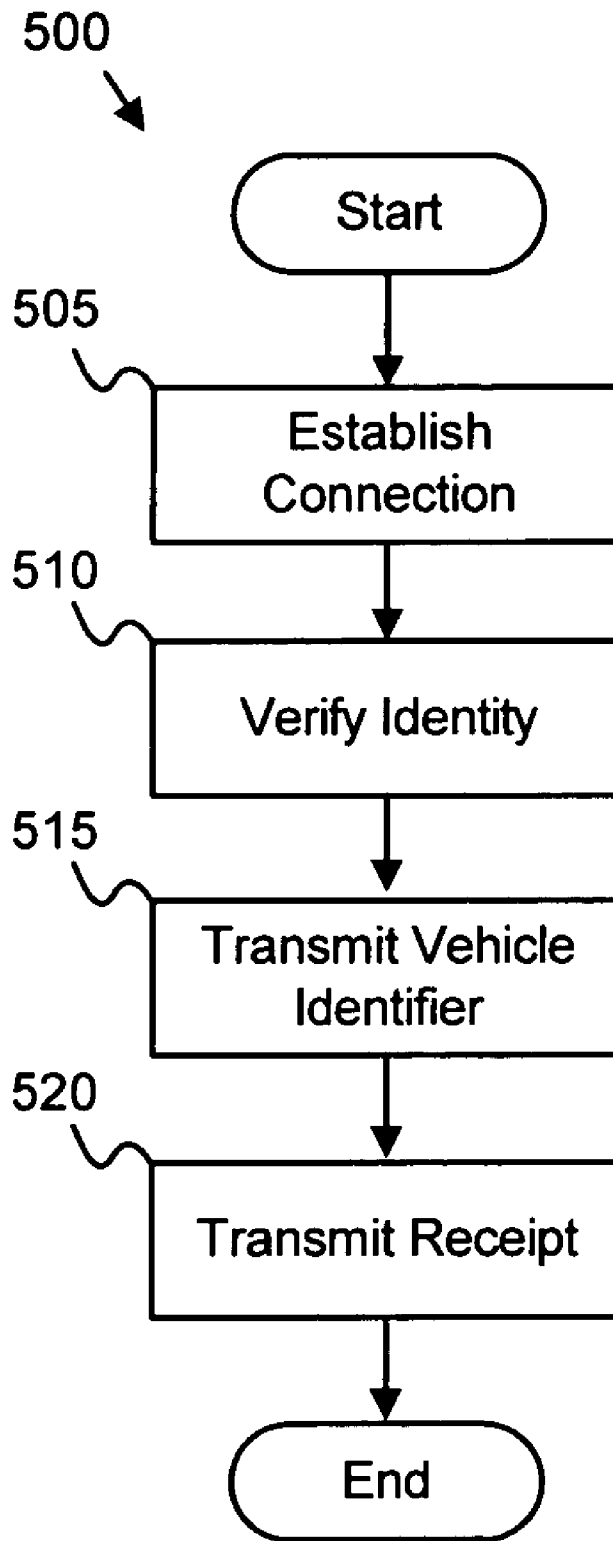 500
Start
505
Establish
Connection
510
Verify Identity
515
Transmit Vehicle
Identifier
520
Transmit Receipt
End